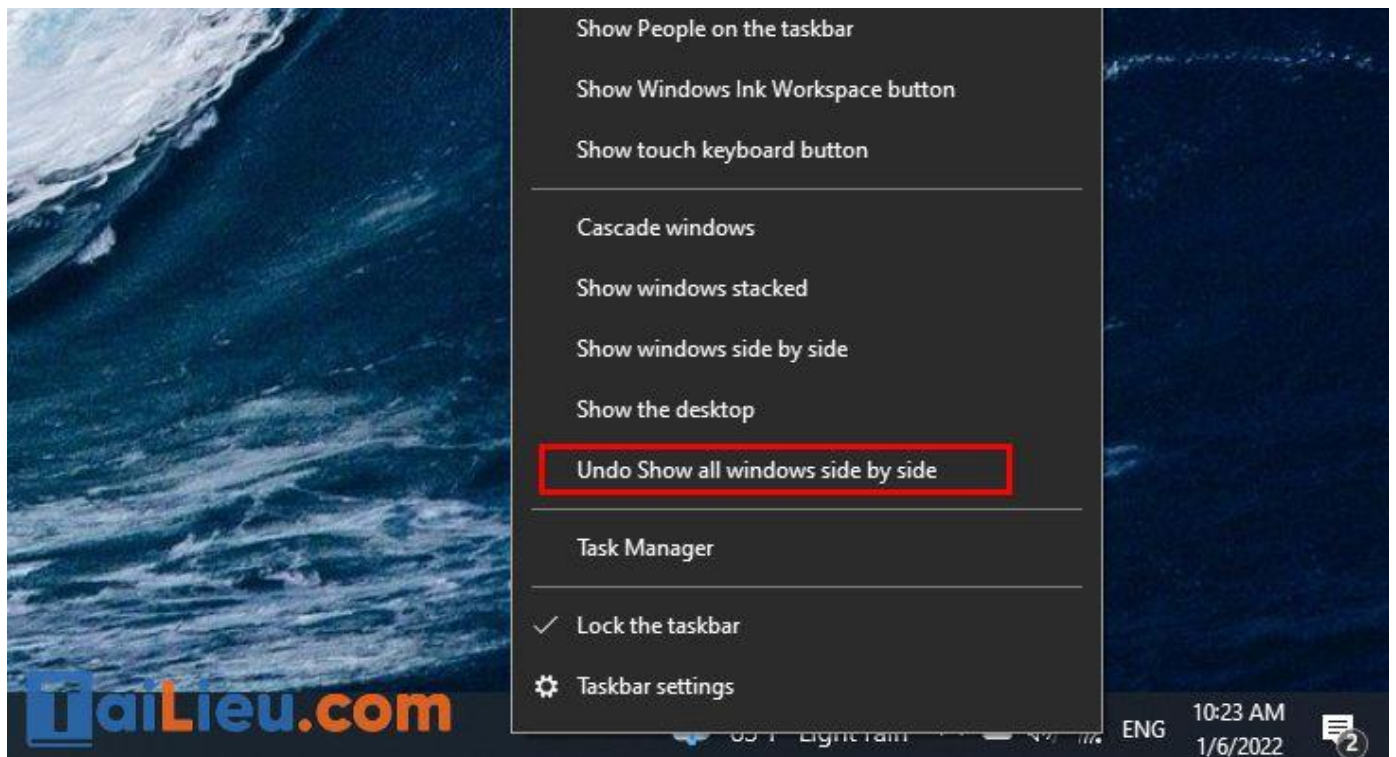 Show People on the taskbar
Show Windows Ink Workspace button
Show touch keyboard button
Cascade windows
Show windows stacked
Show windows side by side
Show the desktop
Undo Show all windows side by side
Task Manager
Lock the taskbar
Taskbar settings
TaiLieu.com
Light rain
ENG
10:23 AM
1/6/2022
2